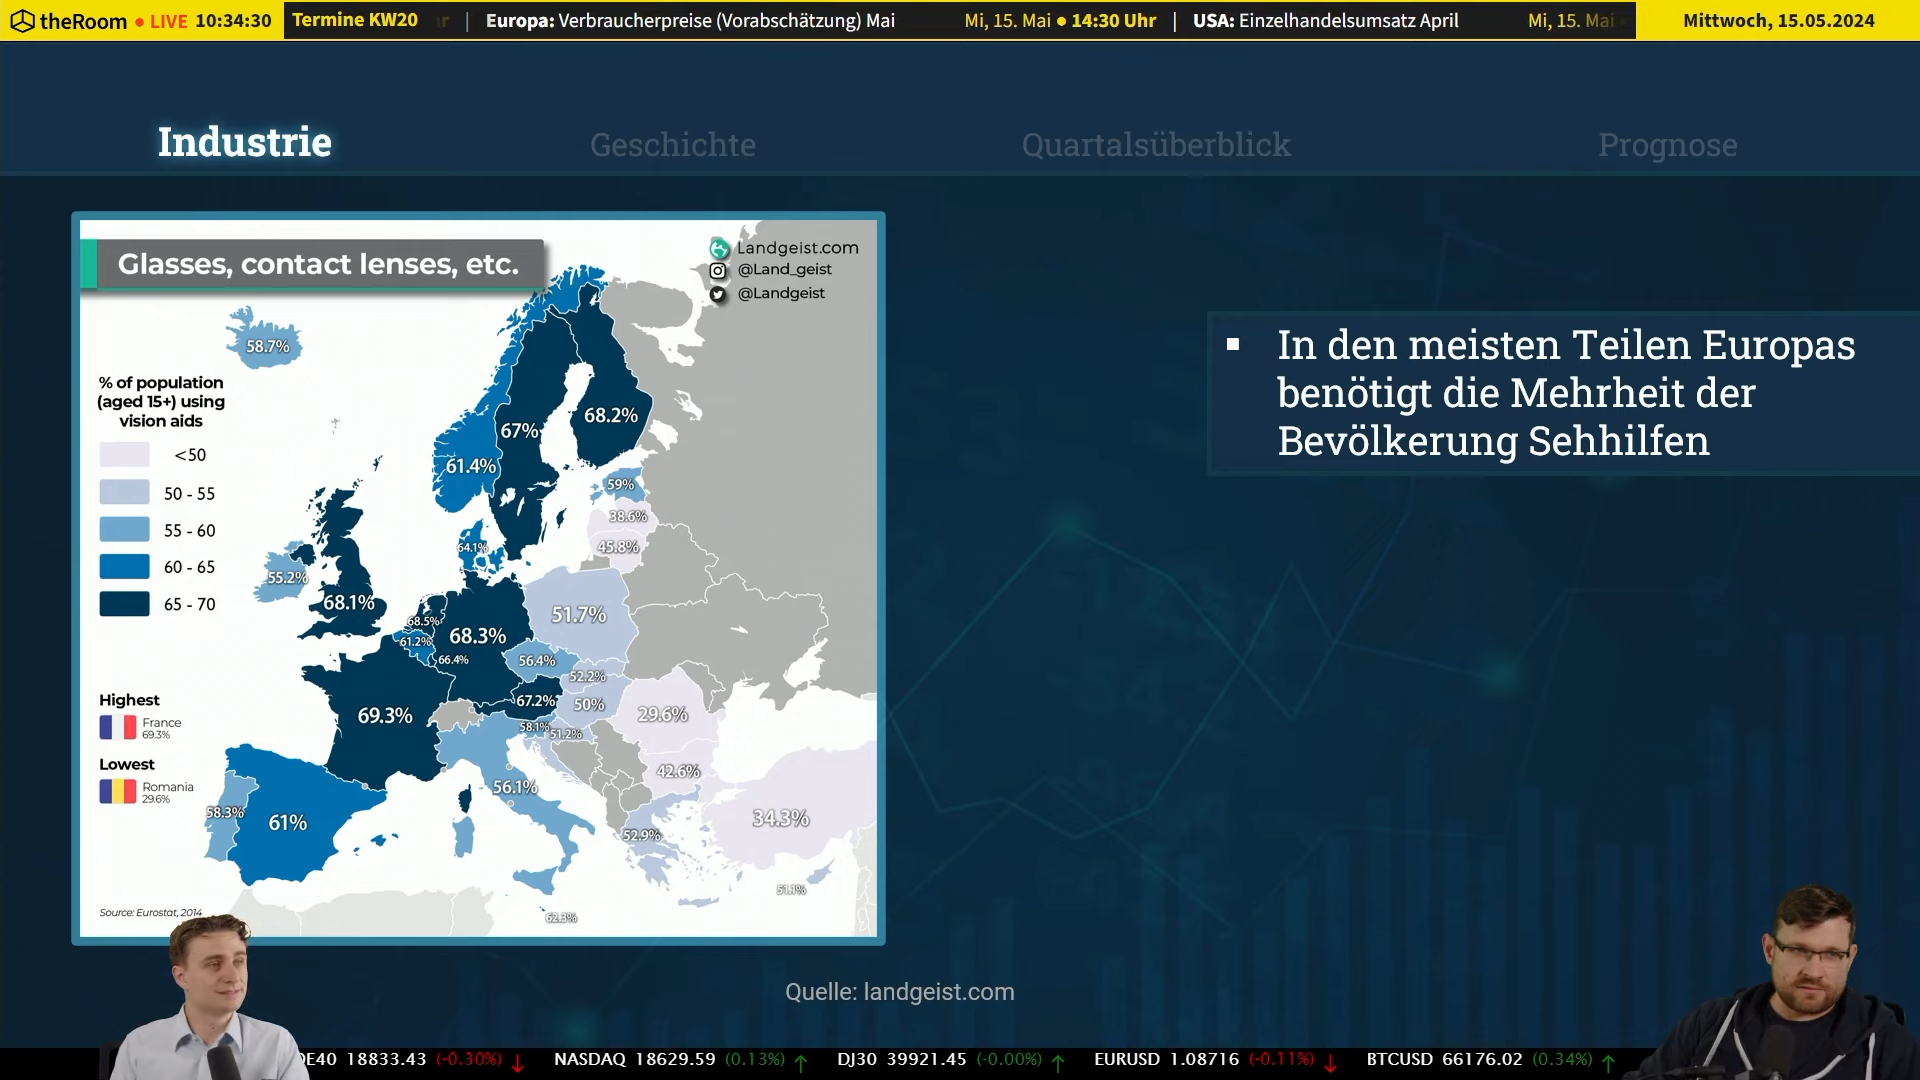 theRoom ● LIVE 10:34:30
Termine KW20 | Europa: Verbraucherpreise (Vorabschätzung) Mai Mi, 15. Mai ● 14:30 Uhr | USA: Einzelhandelsumsatz April Mi, 15. Mai
Mittwoch, 15.05.2024
Industrie Geschichte Quartalsüberblick Prognose
Glasses, contact lenses, etc.
Landgeist.com
@Land_geist
@Landgeist
58.7%
% of population
(aged 15+) using
vision aids
<50
50 - 55
55 - 60
60 - 65
65 - 70
68.2%
67%
61.4%
59%
38.6%
45.8%
64.1%
55.2%
68.1%
68.5%
61.2%
68.3%
51.7%
66.4%
56.4%
52.2%
67.2%
50%
69.3%
29.6%
58.1%
51.2%
42.6%
56.1%
58.3%
61%
34.3%
52.9%
51.1%
62.3%
Highest
France
69.3%
Lowest
Romania
29.6%
Source: Eurostat, 2014
▪ In den meisten Teilen Europas
benötigt die Mehrheit der
Bevölkerung Sehhilfen
Quelle: landgeist.com
DE40 18833.43 (-0.30%) ↓ NASDAQ 18629.59 (0.13%) ↑ DJ30 39921.45 (-0.00%) ↑ EURUSD 1.08716 (-0.11%) ↓ BTCUSD 66176.02 (0.34%) ↑